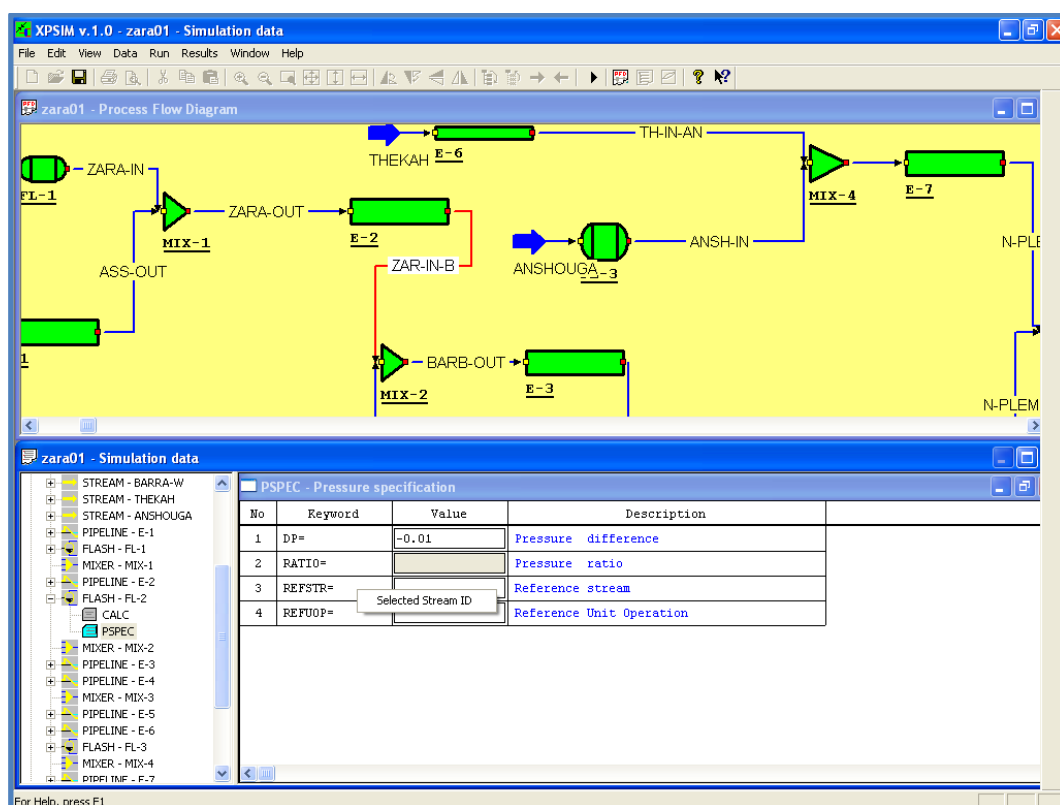 XPSIM v.1.0 - zara01 - Simulation data
File Edit View Data Run Results Window Help
zara01 - Process Flow Diagram
THEKAH E-6 TH-IN-AN
FL-1 ZARA-IN
MIX-4 E-7
MIX-1 ZARA-OUT E-2
ANSHOUGA ANSH-IN
ZAR-IN-B
ASS-OUT
MIX-2 BARB-OUT E-3
N-PLEM
zara01 - Simulation data
STREAM - BARRA-W
STREAM - THEKAH
STREAM - ANSHOUGA
PIPELINE - E-1
FLASH - FL-1
MIXER - MIX-1
PIPELINE - E-2
FLASH - FL-2
CALC
PSPEC
MIXER - MIX-2
PIPELINE - E-3
PIPELINE - E-4
MIXER - MIX-3
PIPELINE - E-5
PIPELINE - E-6
FLASH - FL-3
MIXER - MIX-4
PIPELINE - E-7
PSPEC - Pressure specification
No Keyword Value Description
1 DP= -0.01 Pressure difference
2 RATIO= Pressure ratio
3 REFSTR= Reference stream
Selected Stream ID
4 REFUOP= Reference Unit Operation
For Help, press F1